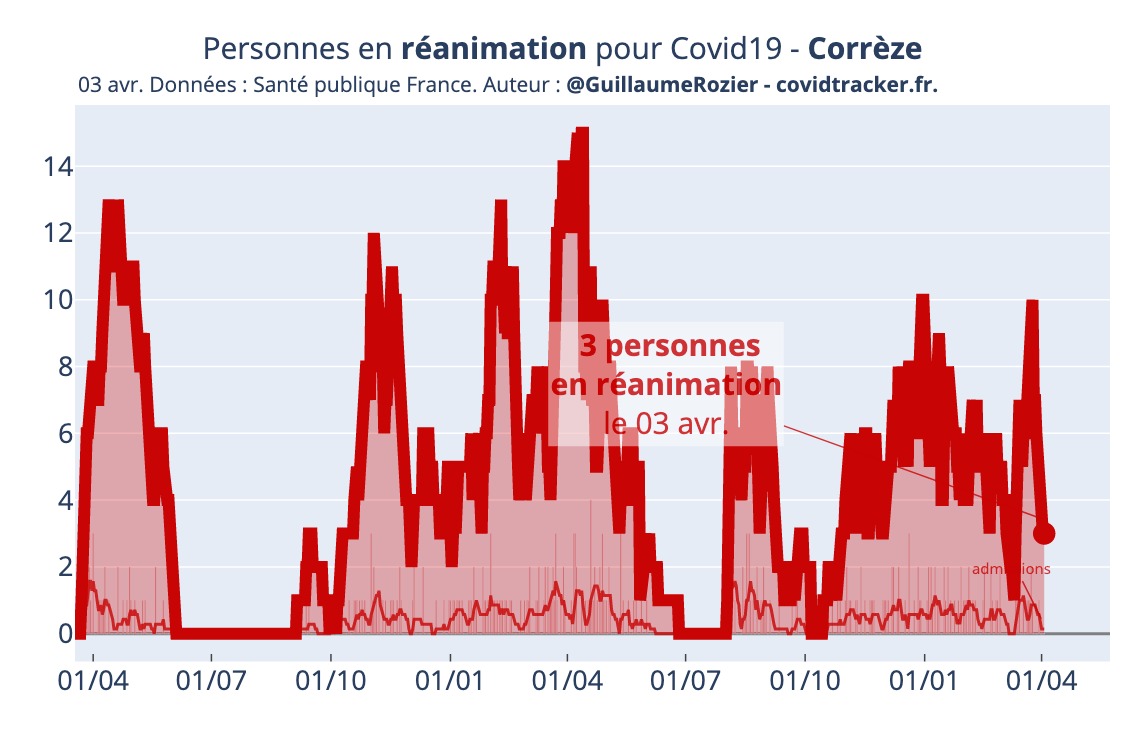 Personnes en réanimation pour Covid19 - Corrèze
03 avr. Données : Santé publique France. Auteur : @GuillaumeRozier - covidtracker.fr.
14
12
10
8
6
4
2
0
3 personnes
en réanimation
le 03 avr.
admissions
01/04 01/07 01/10 01/01 01/04 01/07 01/10 01/01 01/04